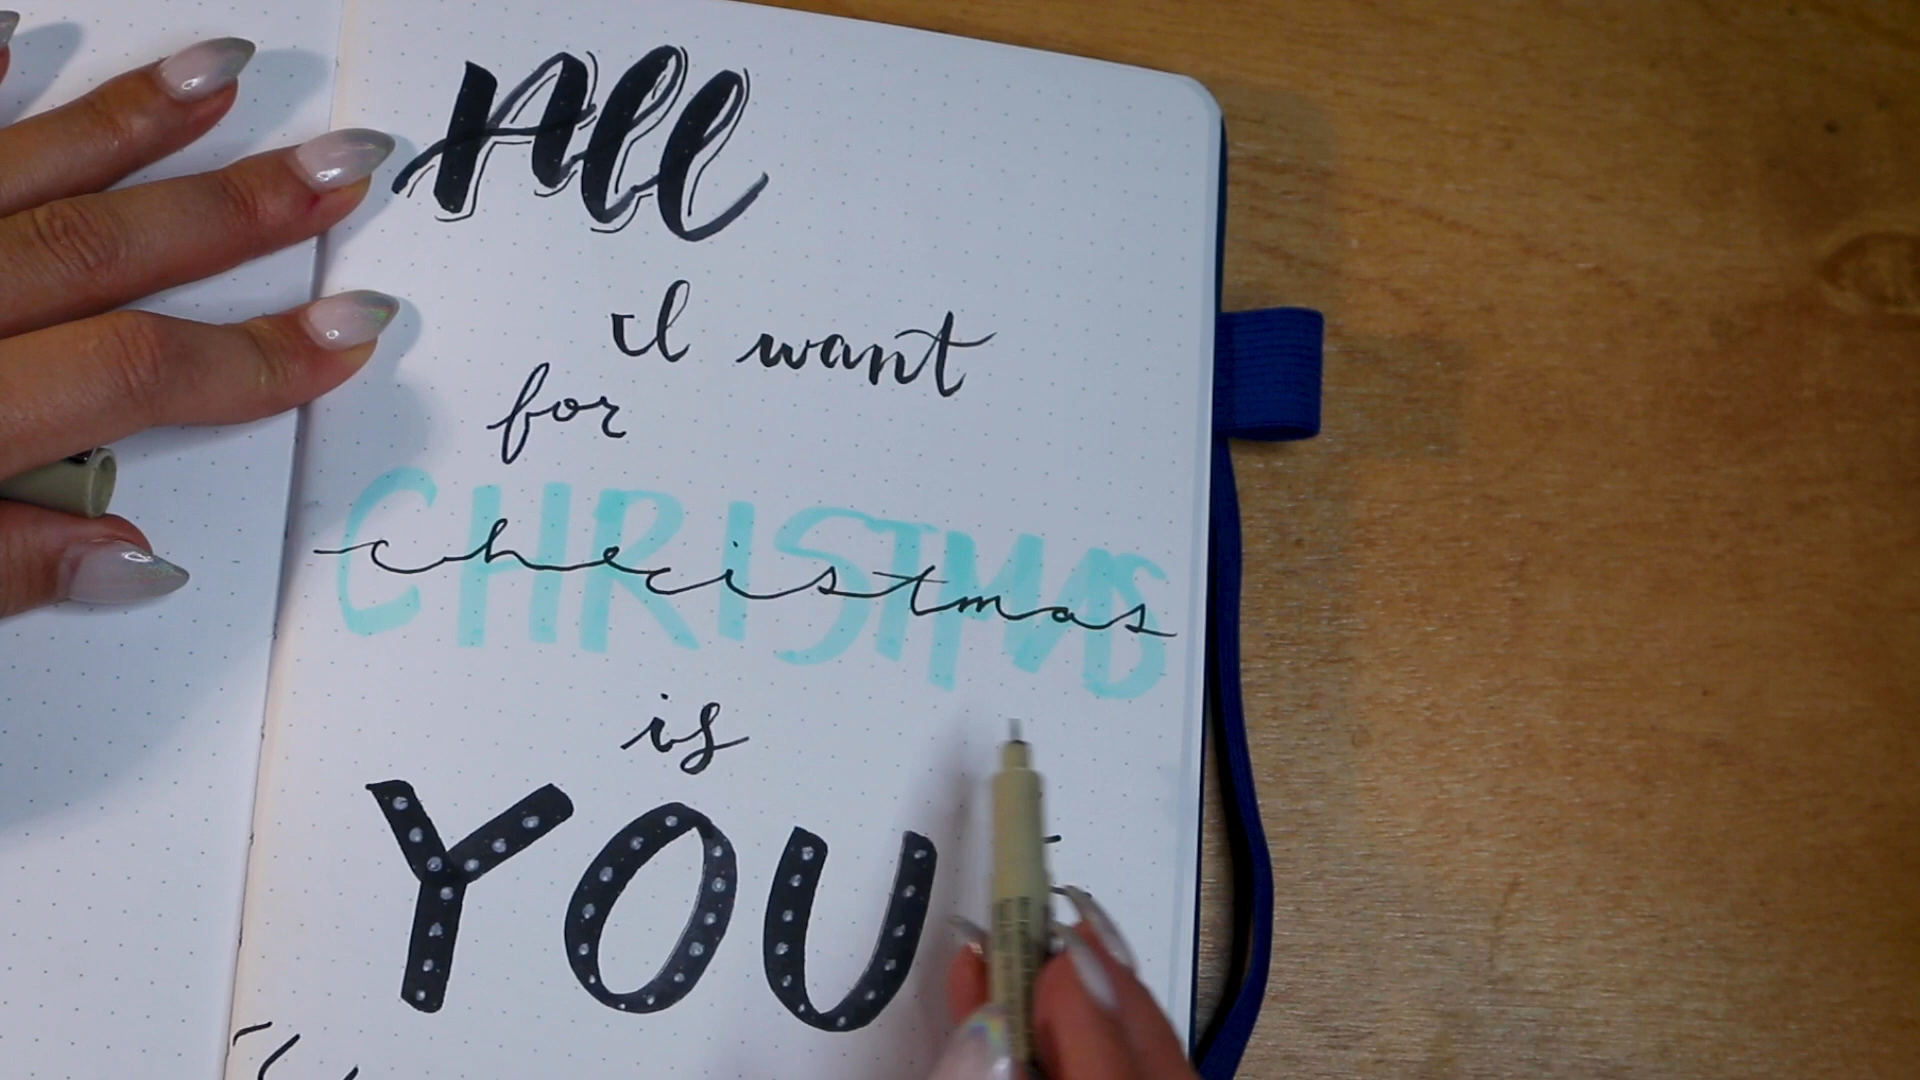 All
I want
for
CHRISTMAS
christmas
is
YOU